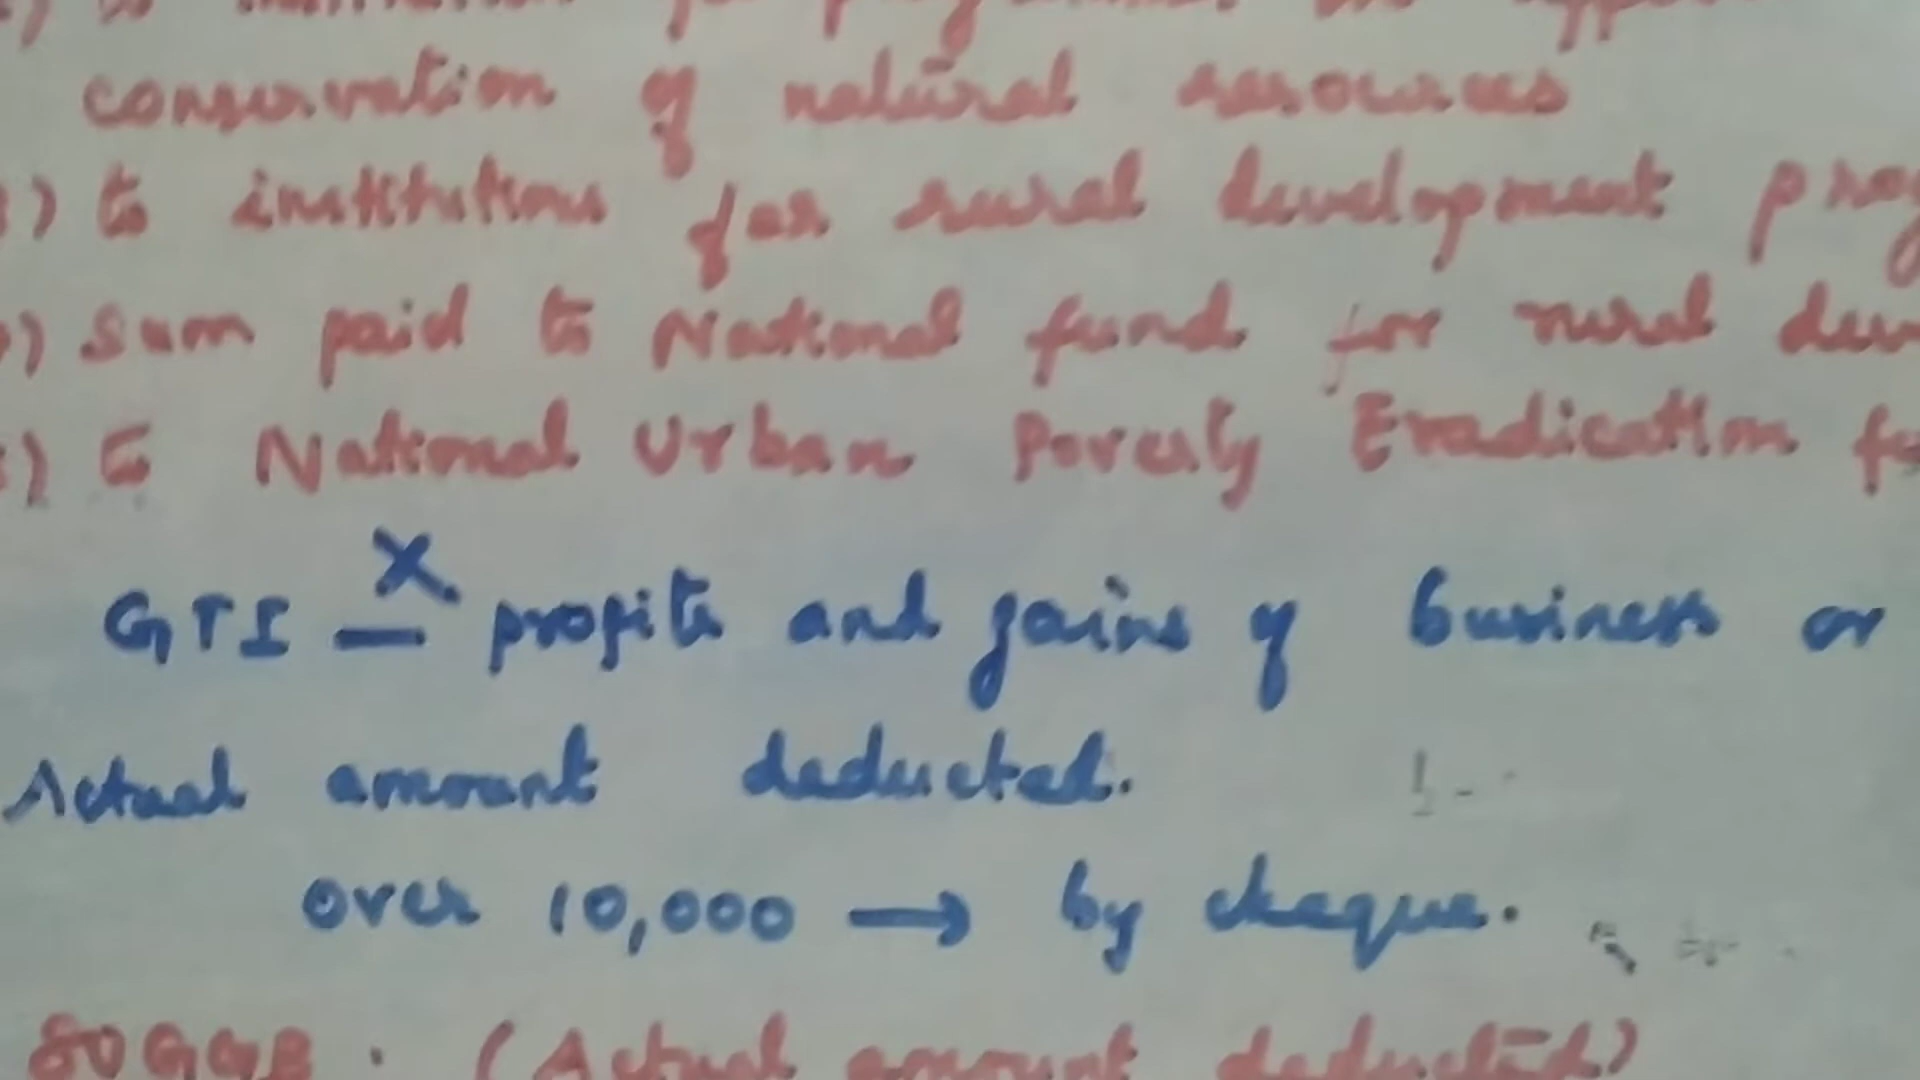 conservation of natural resources
) to institutions for rural development prog
) Sum paid to National fund for rural dev
) to National Urban Poverty Eradication f
X
GTI — profits and gains of business or
Actual amount deducted.
over 10,000 → by cheque.
80GGB . (Actual amount deducted)